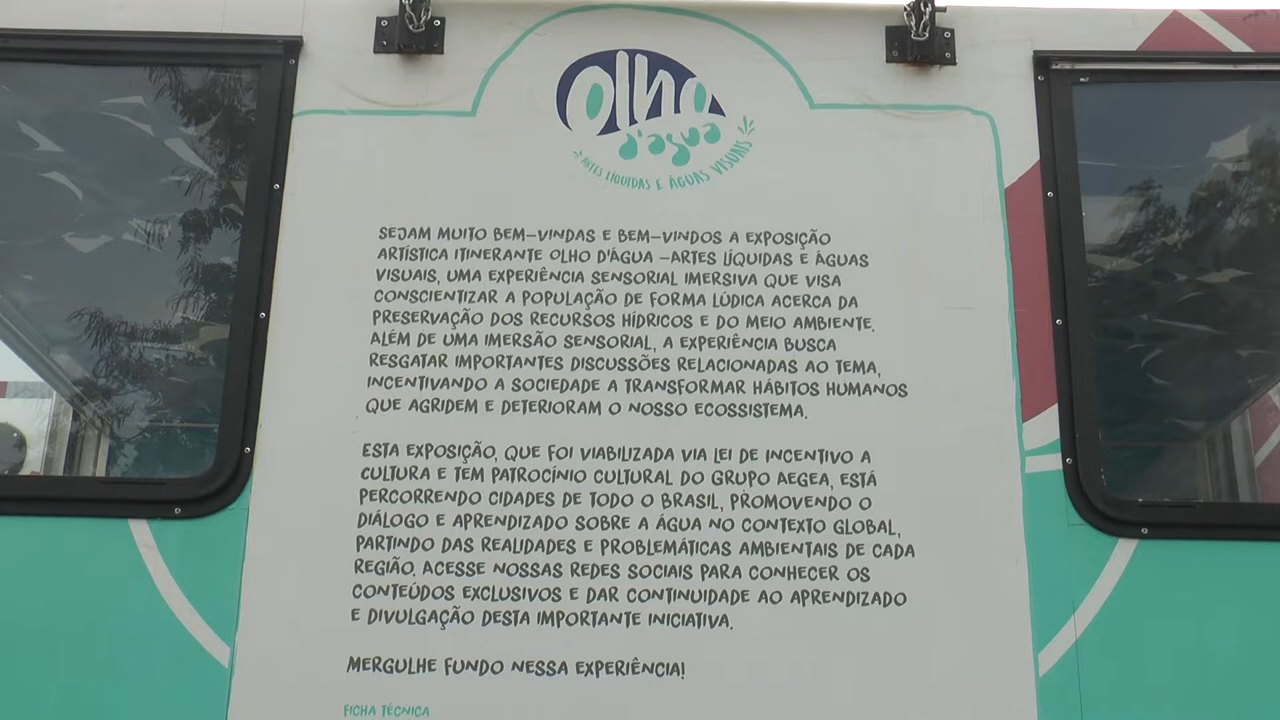 Olho
d'agua
ARTES LÍQUIDAS E ÁGUAS VISUAIS
SEJAM MUITO BEM-VINDAS E BEM-VINDOS A EXPOSIÇÃO
ARTÍSTICA ITINERANTE OLHO D'ÁGUA -ARTES LÍQUIDAS E ÁGUAS
VISUAIS, UMA EXPERIÊNCIA SENSORIAL IMERSIVA QUE VISA
CONSCIENTIZAR A POPULAÇÃO DE FORMA LÚDICA ACERCA DA
PRESERVAÇÃO DOS RECURSOS HÍDRICOS E DO MEIO AMBIENTE.
ALÉM DE UMA IMERSÃO SENSORIAL, A EXPERIÊNCIA BUSCA
RESGATAR IMPORTANTES DISCUSSÕES RELACIONADAS AO TEMA,
INCENTIVANDO A SOCIEDADE A TRANSFORMAR HÁBITOS HUMANOS
QUE AGRIDEM E DETERIORAM O NOSSO ECOSSISTEMA.
ESTA EXPOSIÇÃO, QUE FOI VIABILIZADA VIA LEI DE INCENTIVO A
CULTURA E TEM PATROCÍNIO CULTURAL DO GRUPO AEGEA, ESTÁ
PERCORRENDO CIDADES DE TODO O BRASIL, PROMOVENDO O
DIÁLOGO E APRENDIZADO SOBRE A ÁGUA NO CONTEXTO GLOBAL,
PARTINDO DAS REALIDADES E PROBLEMÁTICAS AMBIENTAIS DE CADA
REGIÃO. ACESSE NOSSAS REDES SOCIAIS PARA CONHECER OS
CONTEÚDOS EXCLUSIVOS E DAR CONTINUIDADE AO APRENDIZADO
E DIVULGAÇÃO DESTA IMPORTANTE INICIATIVA.
MERGULHE FUNDO NESSA EXPERIÊNCIA!
FICHA TÉCNICA